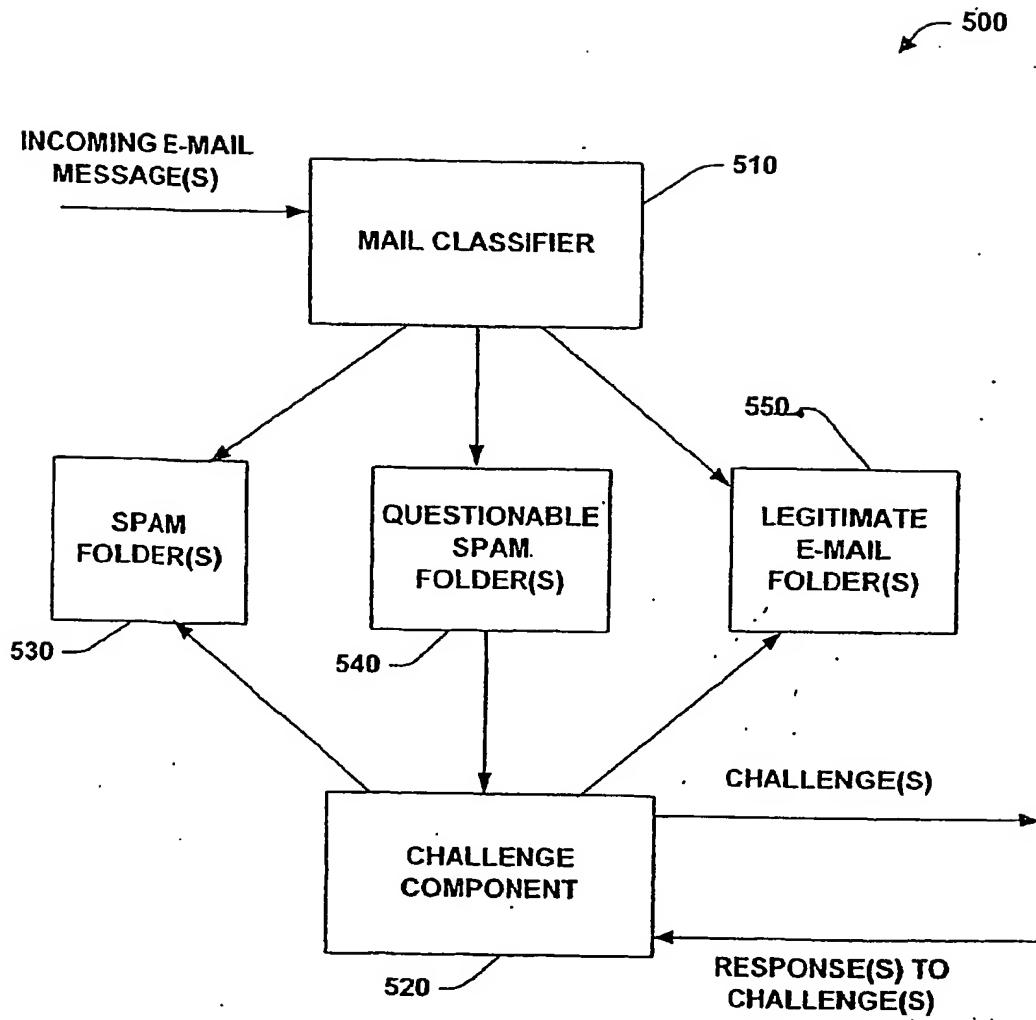 500
INCOMING E-MAIL
MESSAGE(S)
510
MAIL CLASSIFIER
550
SPAM
FOLDER(S)
QUESTIONABLE
SPAM.
FOLDER(S)
LEGITIMATE
E-MAIL
FOLDER(S)
530
540
CHALLENGE(S)
CHALLENGE
COMPONENT
520
RESPONSE(S) TO
CHALLENGE(S)